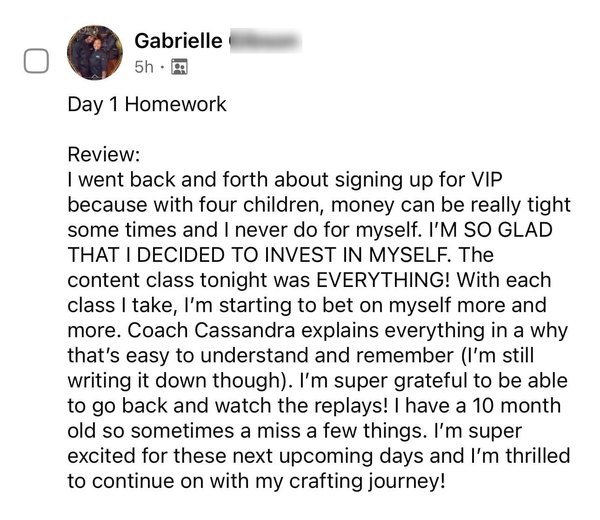 Gabrielle
5h ·
Day 1 Homework
Review:
I went back and forth about signing up for VIP
because with four children, money can be really tight
some times and I never do for myself. I'M SO GLAD
THAT I DECIDED TO INVEST IN MYSELF. The
content class tonight was EVERYTHING! With each
class I take, I'm starting to bet on myself more and
more. Coach Cassandra explains everything in a why
that's easy to understand and remember (I'm still
writing it down though). I'm super grateful to be able
to go back and watch the replays! I have a 10 month
old so sometimes a miss a few things. I'm super
excited for these next upcoming days and I'm thrilled
to continue on with my crafting journey!